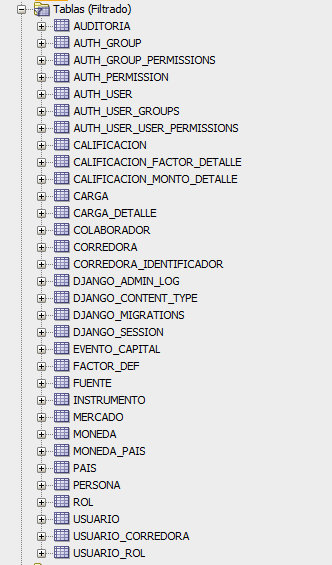 Tablas (Filtrado)
AUDITORIA
AUTH_GROUP
AUTH_GROUP_PERMISSIONS
AUTH_PERMISSION
AUTH_USER
AUTH_USER_GROUPS
AUTH_USER_USER_PERMISSIONS
CALIFICACION
CALIFICACION_FACTOR_DETALLE
CALIFICACION_MONTO_DETALLE
CARGA
CARGA_DETALLE
COLABORADOR
CORREDORA
CORREDORA_IDENTIFICADOR
DJANGO_ADMIN_LOG
DJANGO_CONTENT_TYPE
DJANGO_MIGRATIONS
DJANGO_SESSION
EVENTO_CAPITAL
FACTOR_DEF
FUENTE
INSTRUMENTO
MERCADO
MONEDA
MONEDA_PAIS
PAIS
PERSONA
ROL
USUARIO
USUARIO_CORREDORA
USUARIO_ROL